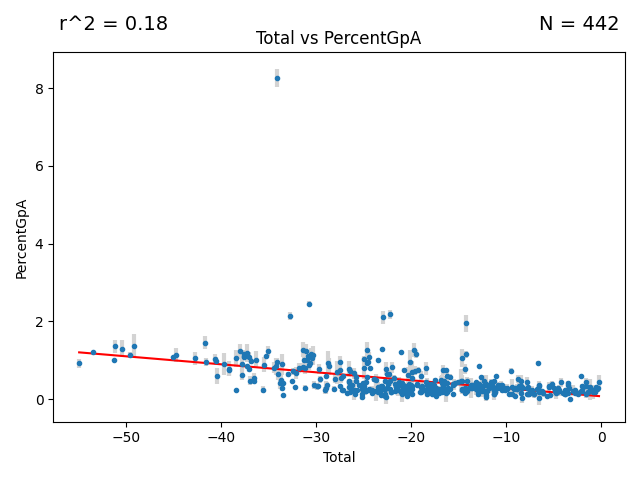 r^2 = 0.18
N = 442
Total vs PercentGpA
PercentGpA
8
6
4
2
0
−50
−40
−30
−20
−10
0
Total